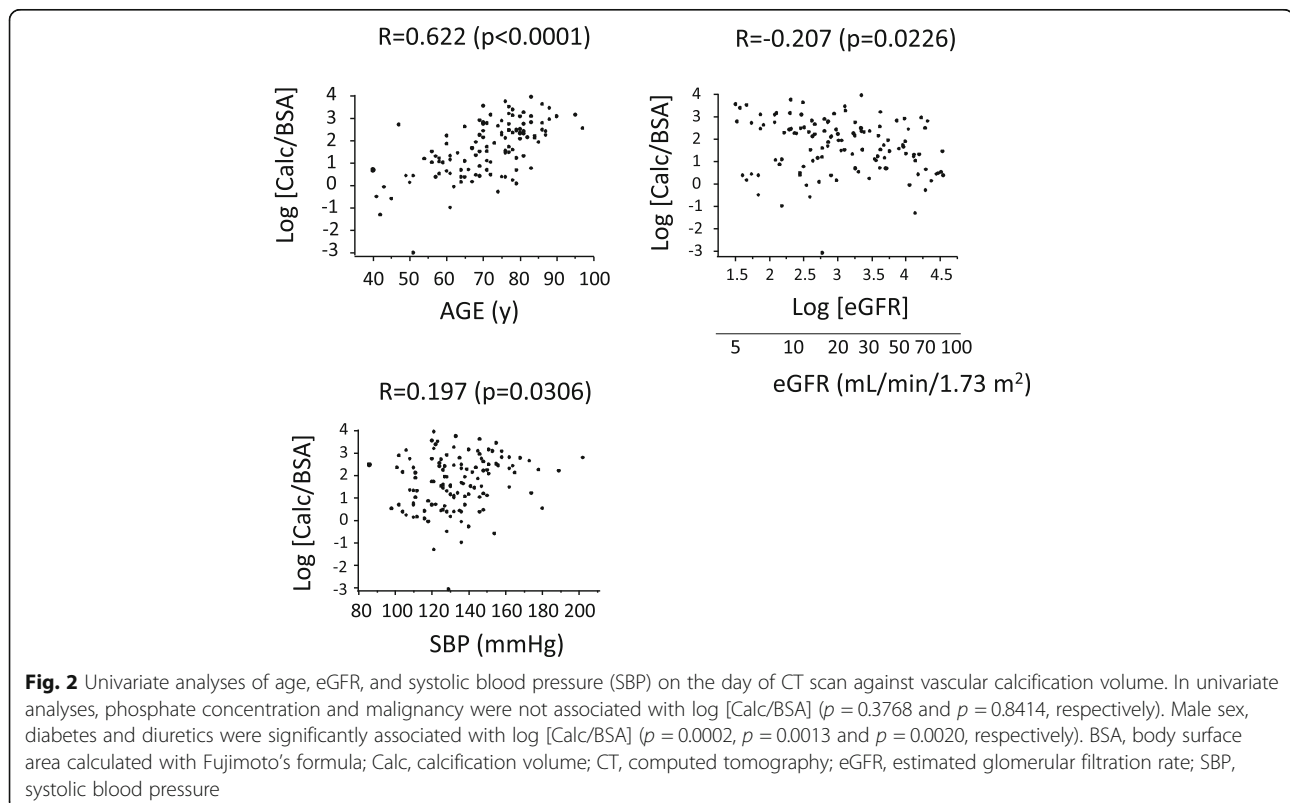 R=0.622 (p<0.0001)
Log [Calc/BSA]
4
3
2
1
0
-1
-2
-3
40 50 60 70 80 90 100
AGE (y)
R=-0.207 (p=0.0226)
Log [Calc/BSA]
4
3
2
1
0
-1
-2
-3
1.5 2 2.5 3 3.5 4 4.5
Log [eGFR]
5 10 20 30 50 70 100
eGFR (mL/min/1.73 m²)
R=0.197 (p=0.0306)
Log [Calc/BSA]
4
3
2
1
0
-1
-2
-3
80 100 120 140 160 180 200
SBP (mmHg)
Fig. 2 Univariate analyses of age, eGFR, and systolic blood pressure (SBP) on the day of CT scan against vascular calcification volume. In univariate
analyses, phosphate concentration and malignancy were not associated with log [Calc/BSA] (p = 0.3768 and p = 0.8414, respectively). Male sex,
diabetes and diuretics were significantly associated with log [Calc/BSA] (p = 0.0002, p = 0.0013 and p = 0.0020, respectively). BSA, body surface
area calculated with Fujimoto's formula; Calc, calcification volume; CT, computed tomography; eGFR, estimated glomerular filtration rate; SBP,
systolic blood pressure